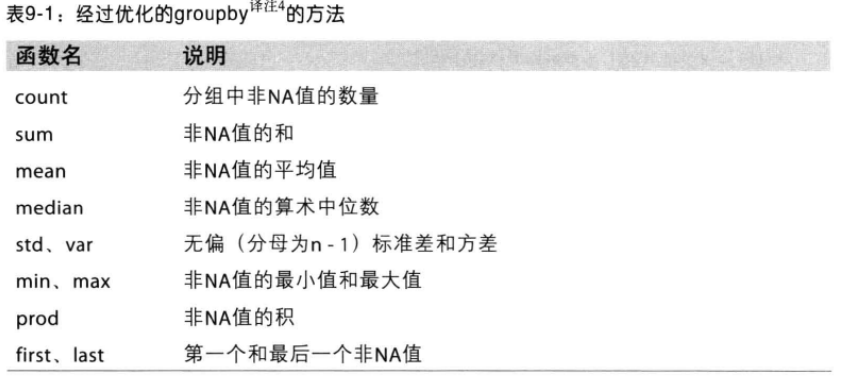 表9-1：经过优化的groupby译注4的方法
函数名 说明
count 分组中非NA值的数量
sum 非NA值的和
mean 非NA值的平均值
median 非NA值的算术中位数
std、var 无偏（分母为n - 1）标准差和方差
min、max 非NA值的最小值和最大值
prod 非NA值的积
first、last 第一个和最后一个非NA值